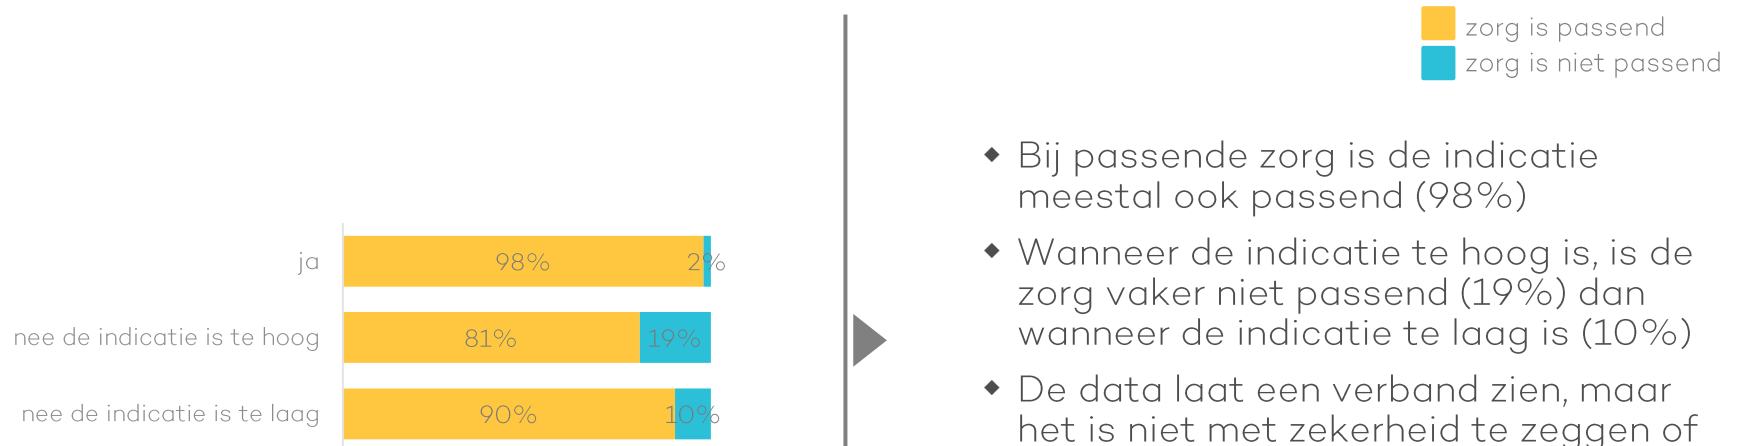 zorg is passend
zorg is niet passend
ja
98%
2%
nee de indicatie is te hoog
81%
19%
nee de indicatie is te laag
90%
10%
◆ Bij passende zorg is de indicatie
meestal ook passend (98%)
◆ Wanneer de indicatie te hoog is, is de
zorg vaker niet passend (19%) dan
wanneer de indicatie te laag is (10%)
◆ De data laat een verband zien, maar
het is niet met zekerheid te zeggen of